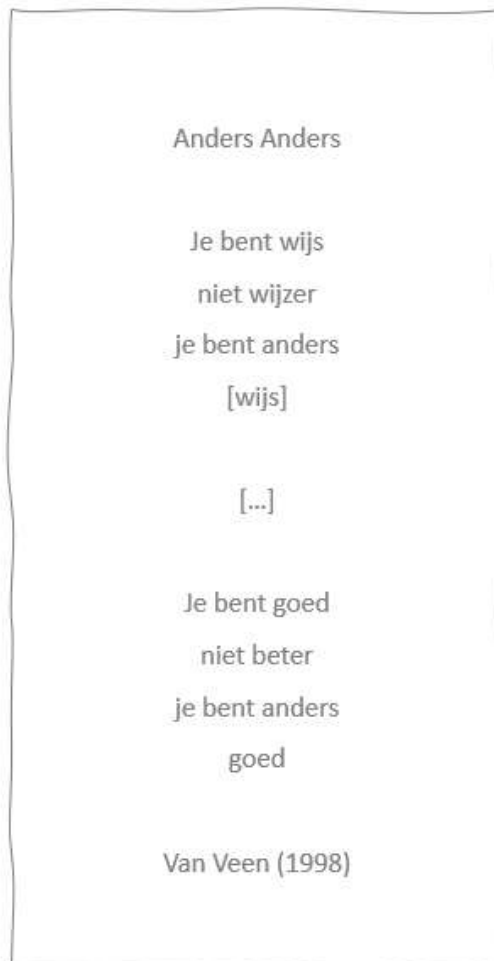 Anders Anders
Je bent wijs
niet wijzer
je bent anders
[wijs]
[...]
Je bent goed
niet beter
je bent anders
goed
Van Veen (1998)